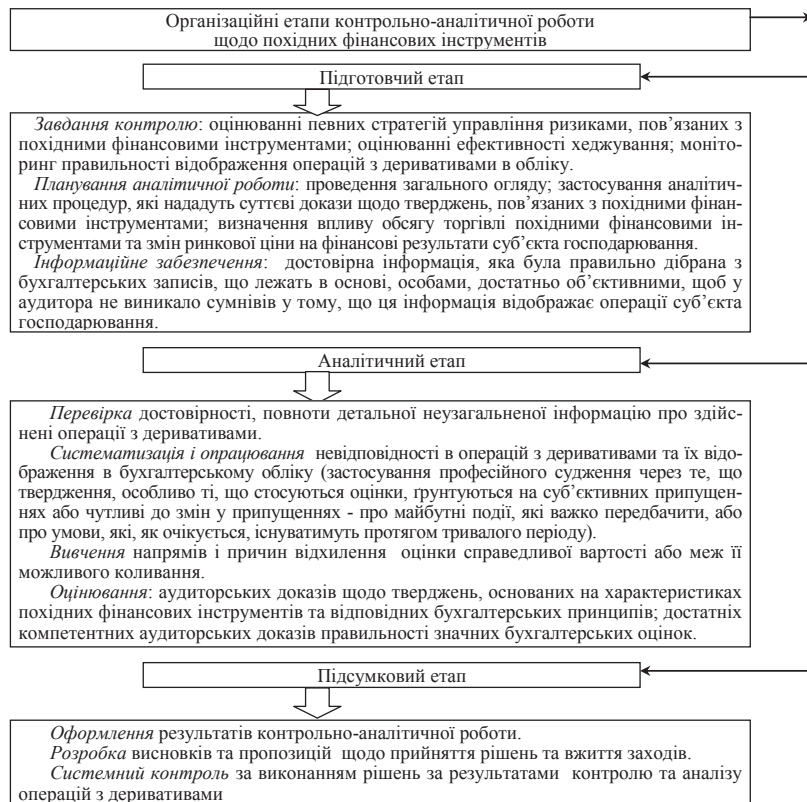 Організаційні етапи контрольно-аналітичної роботи
щодо похідних фінансових інструментів
Підготовчий етап
Завдання контролю: оцінюванні певних стратегій управління ризиками, пов’язаних з
похідними фінансовими інструментами; оцінюванні ефективності хеджування; моніто-
ринг правильності відображення операцій з деривативами в обліку.
Планування аналітичної роботи: проведення загального огляду; застосування аналітич-
них процедур, які нададуть суттєві докази щодо тверджень, пов’язаних з похідними фінан-
совими інструментами; визначення впливу обсягу торгівлі похідними фінансовими ін-
струментами та змін ринкової ціни на фінансові результати суб’єкта господарювання.
Інформаційне забезпечення: достовірна інформація, яка була правильно дібрана з
бухгалтерських записів, що лежать в основі, особами, достатньо об’єктивними, щоб у
аудитора не виникало сумнівів у тому, що ця інформація відображає операції суб’єкта
господарювання.
Аналітичний етап
Перевірка достовірності, повноти детальної неузагальненої інформацію про здійс-
нені операції з деривативами.
Систематизація і опрацювання невідповідності в операцій з деривативами та їх відо-
браження в бухгалтерському обліку (застосування професійного судження через те, що
твердження, особливо ті, що стосуються оцінки, ґрунтуються на суб’єктивних припущен-
нях або чутливі до змін у припущеннях - про майбутні події, які важко передбачити, або
про умови, які, як очікується, існуватимуть протягом тривалого періоду).
Вивчення напрямів і причин відхилення оцінки справедливої вартості або меж її
можливого коливання.
Оцінювання: аудиторських доказів щодо тверджень, основаних на характеристиках
похідних фінансових інструментів та відповідних бухгалтерських принципів; достатніх
компетентних аудиторських доказів правильності значних бухгалтерських оцінок.
Підсумковий етап
Оформлення результатів контрольно-аналітичної роботи.
Розробка висновків та пропозицій щодо прийняття рішень та вжиття заходів.
Системний контроль за виконанням рішень за результатами контролю та аналізу
операцій з деривативами